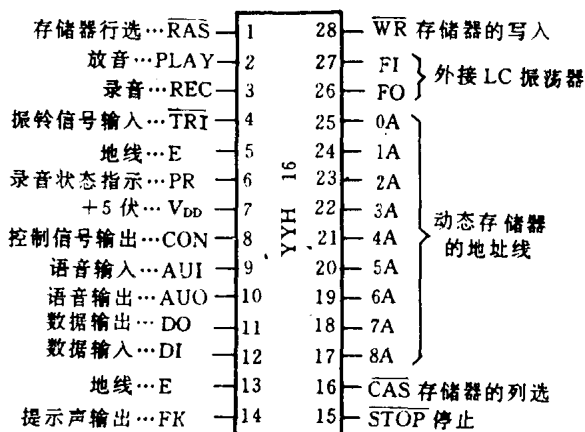 存储器行选…R̅A̅S̅ 1
放音…PLAY 2
录音…REC 3
振铃信号输入…T̅R̅I̅ 4
地线…E 5
录音状态指示…PR 6
+5 伏…VDD 7
控制信号输出…CON 8
语音输入…AUI 9
语音输出…AUO 10
数据输出…DO 11
数据输入…DI 12
地线…E 13
提示声输出…FK 14
YYH 16
28 W̅R̅ 存储器的写入
27 FI
26 FO
外接 LC 振荡器
25 0A
24 1A
23 2A
22 3A
21 4A
20 5A
19 6A
18 7A
17 8A
动态存储器
的地址线
16 C̅A̅S̅ 存储器的列选
15 S̅T̅O̅P̅ 停止